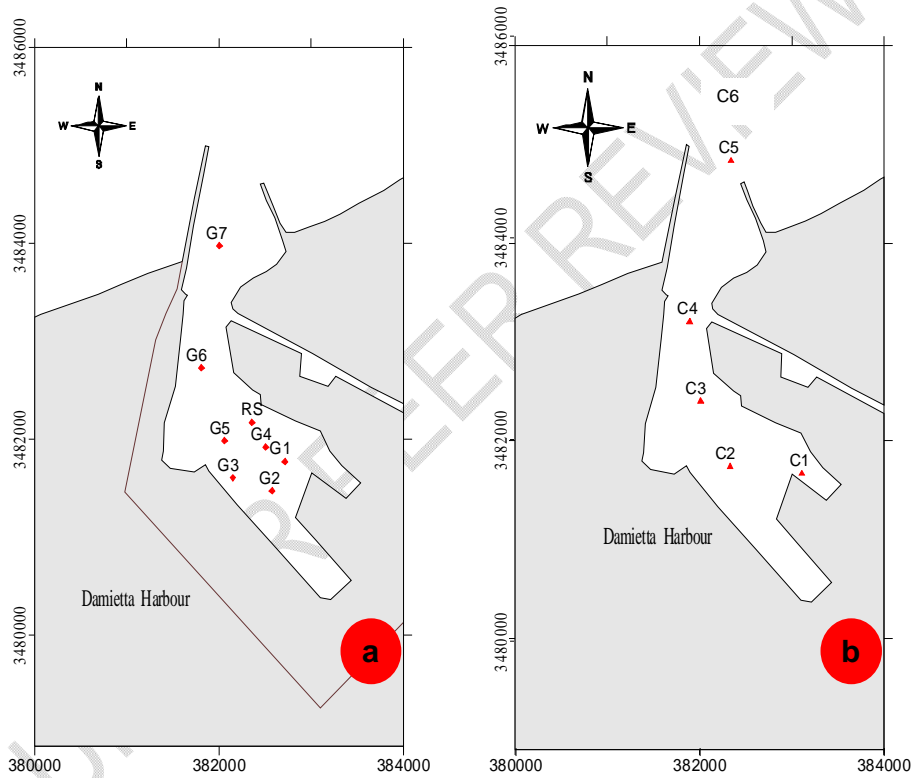 3486000
3484000
3482000
3480000
N
W E
S
G7
G6
RS
G5
G4
G1
G3
G2
Damietta Harbour
a
380000
382000
384000
3486000
3484000
3482000
3480000
N
W E
S
C6
C5
C4
C3
C2
C1
Damietta Harbour
b
380000
382000
384000
PEER REVIEW